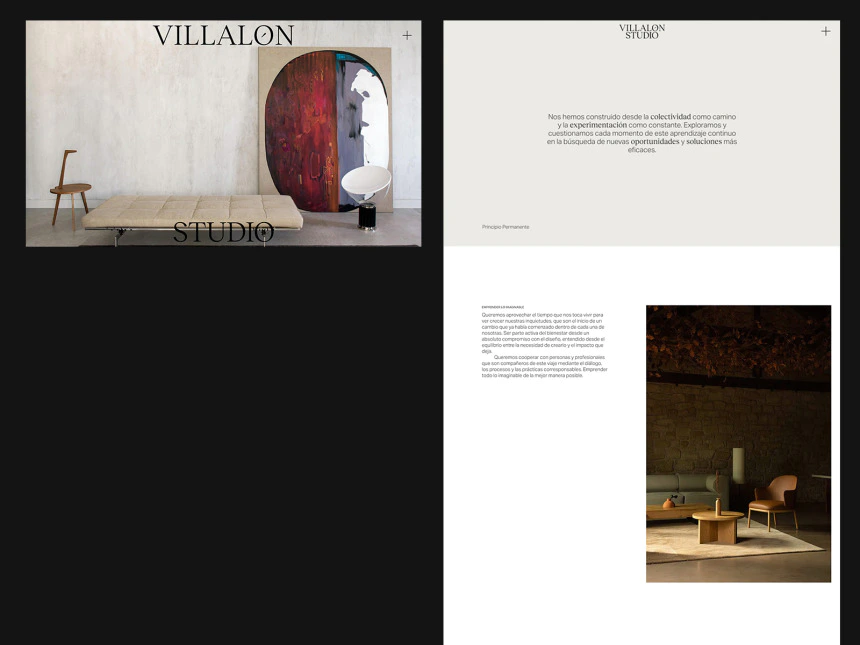 VILLALÓN
STUDIO
VILLALÓN
STUDIO
Nos hemos construido desde la colectividad como camino
y la experimentación como constante. Exploramos y
cuestionamos cada momento de este aprendizaje continuo
en la búsqueda de nuevas oportunidades y soluciones más
eficaces.
Principio Permanente
EMPRENDER LO IMAGINABLE
Queremos aprovechar el tiempo que nos toca vivir para
ver crecer nuestras inquietudes, que son el inicio de un
cambio que ya había comenzado dentro de cada una de
nosotras. Ser parte activa del bienestar desde un
absoluto compromiso con el diseño, entendido desde el
equilibrio entre la necesidad de crearlo y el impacto que
deja.
Queremos cooperar con personas y profesionales
que son compañeros de este viaje mediante el diálogo,
los procesos y las prácticas corresponsables. Emprender
todo lo imaginable de la mejor manera posible.